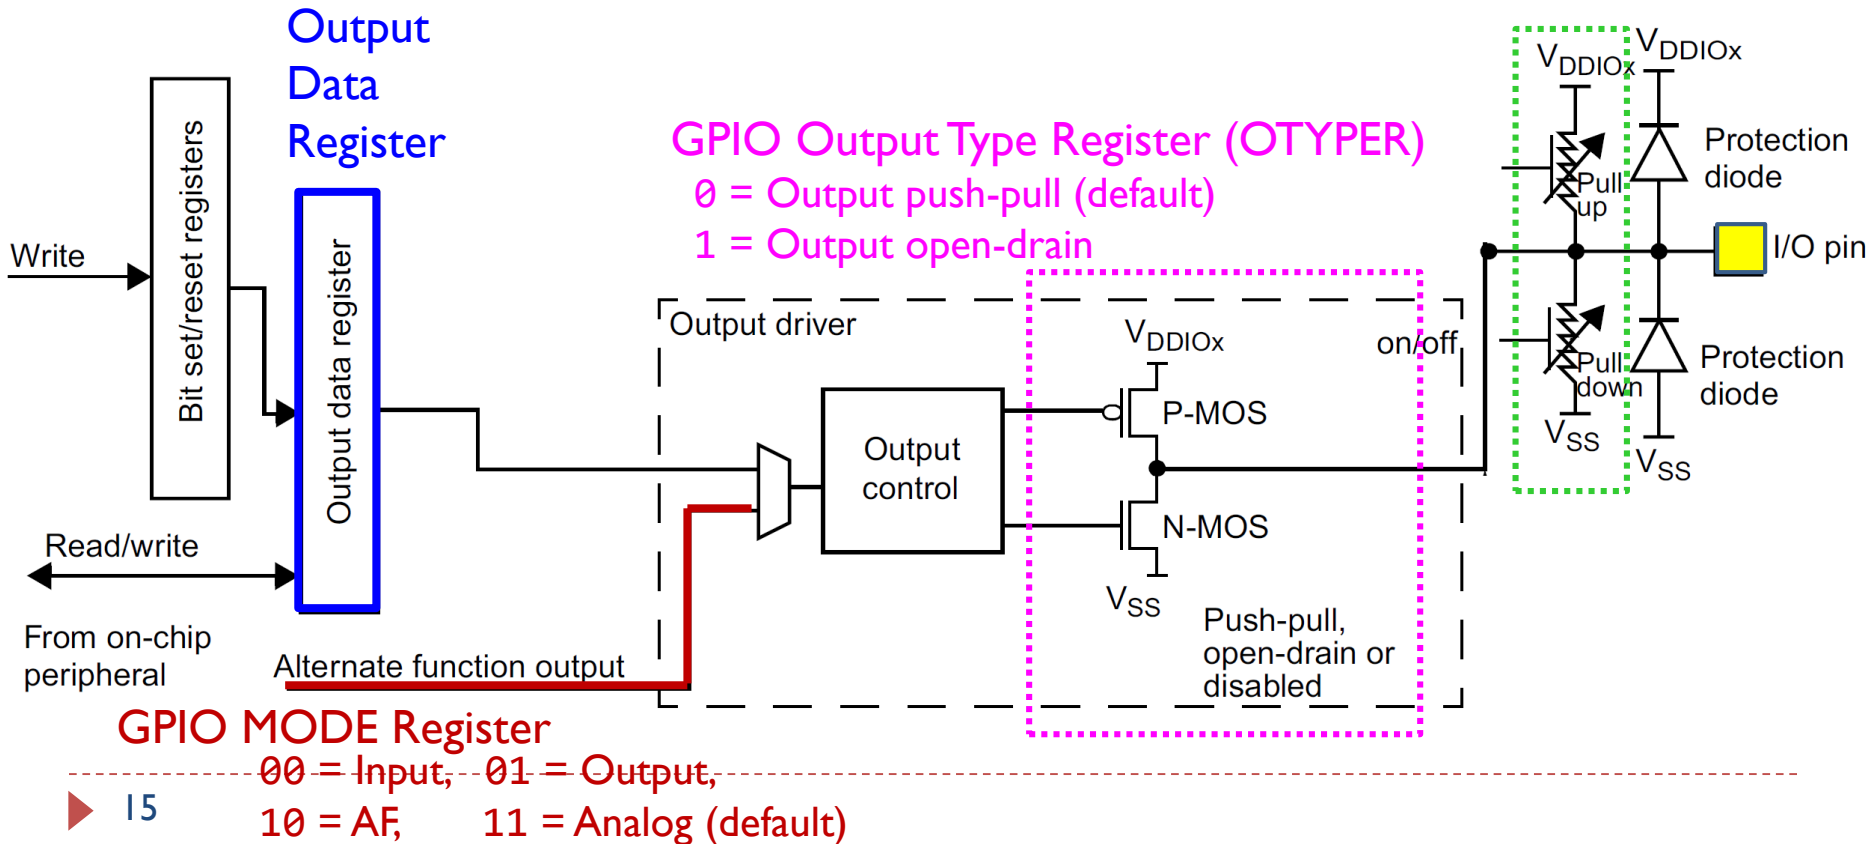 Output
Data
Register
Bit set/reset registers
Write
Output data register
Read/write
From on-chip
peripheral
Alternate function output
GPIO Output Type Register (OTYPER)
0 = Output push-pull (default)
1 = Output open-drain
Output driver
Output
control
VDDIOx
on/off
P-MOS
N-MOS
VSS
Push-pull,
open-drain or
disabled
VDDIOx
VDDIOx
Pull
up
Protection
diode
I/O pin
Pull
down
Protection
diode
VSS
VSS
GPIO MODE Register
00 = Input, 01 = Output,
10 = AF, 11 = Analog (default)
15